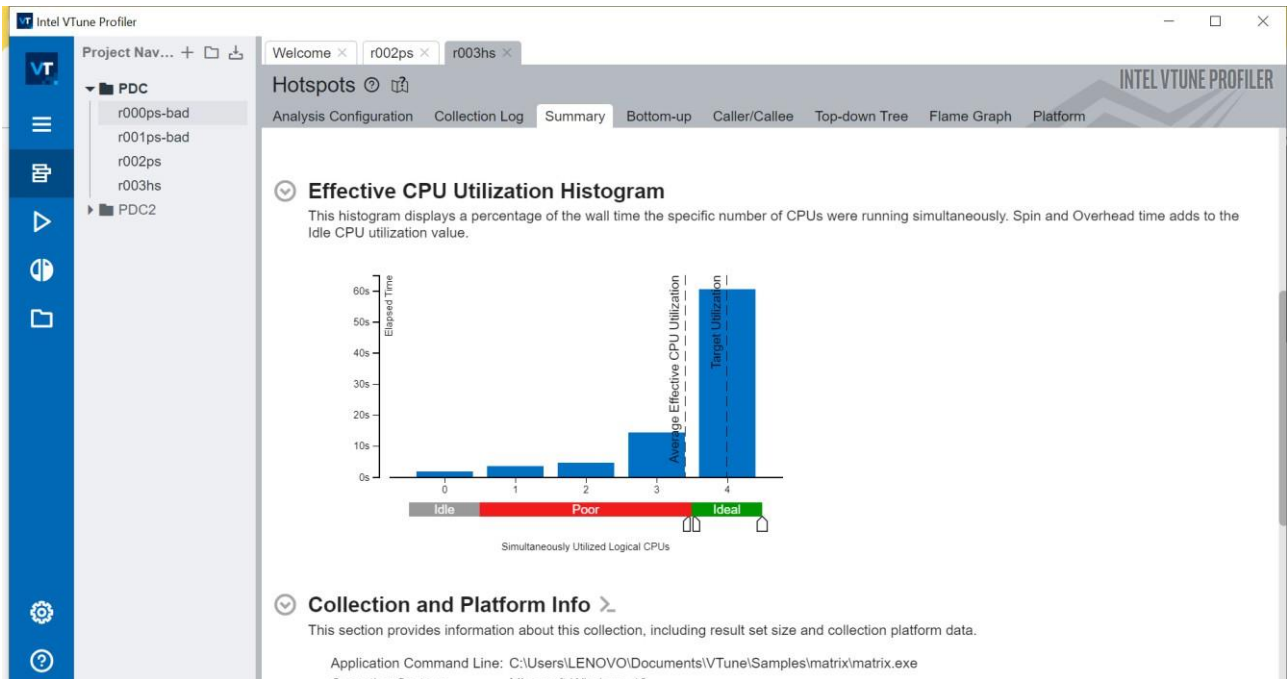 Intel VTune Profiler
Project Nav...
Welcome
r002ps
r003hs
PDC
r000ps-bad
r001ps-bad
r002ps
r003hs
PDC2
VT
Hotspots
INTEL VTUNE PROFILER
Analysis Configuration Collection Log Summary Bottom-up Caller/Callee Top-down Tree Flame Graph Platform
Effective CPU Utilization Histogram
This histogram displays a percentage of the wall time the specific number of CPUs were running simultaneously. Spin and Overhead time adds to the
Idle CPU utilization value.
Elapsed Time
60s
50s
40s
30s
20s
10s
0s
Average Effective CPU Utilization
Target Utilization
0 1 2 3 4
Idle Poor Ideal
Simultaneously Utilized Logical CPUs
Collection and Platform Info
This section provides information about this collection, including result set size and collection platform data.
Application Command Line: C:\Users\LENOVO\Documents\VTune\Samples\matrix\matrix.exe